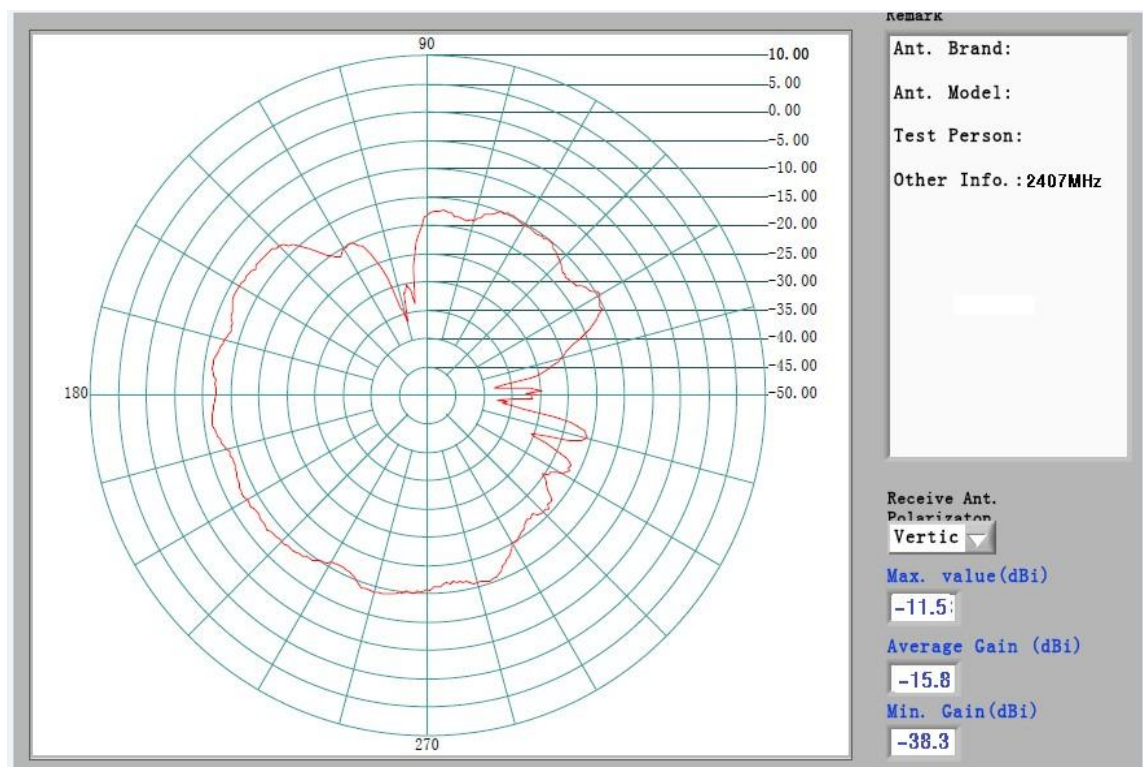 Remark
90
10.00
5.00
0.00
-5.00
-10.00
-15.00
-20.00
-25.00
-30.00
-35.00
-40.00
-45.00
-50.00
180
270
Ant. Brand:
Ant. Model:
Test Person:
Other Info.:2407MHz
Receive Ant.
Polarizaton
Vertic
Max. value(dBi)
-11.5
Average Gain (dBi)
-15.8
Min. Gain(dBi)
-38.3